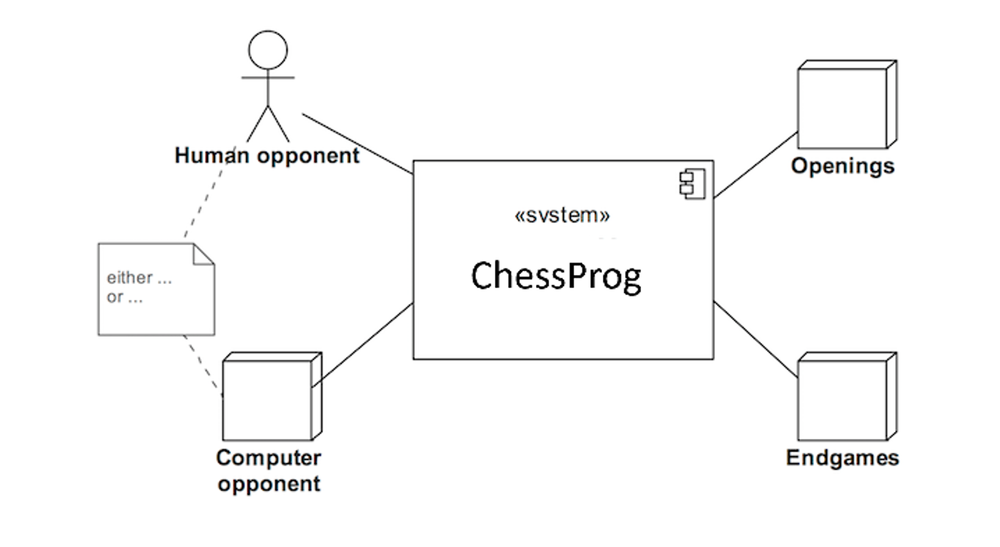 Human opponent
Openings
«svstem»
ChessProg
either ...
or ...
Computer
opponent
Endgames